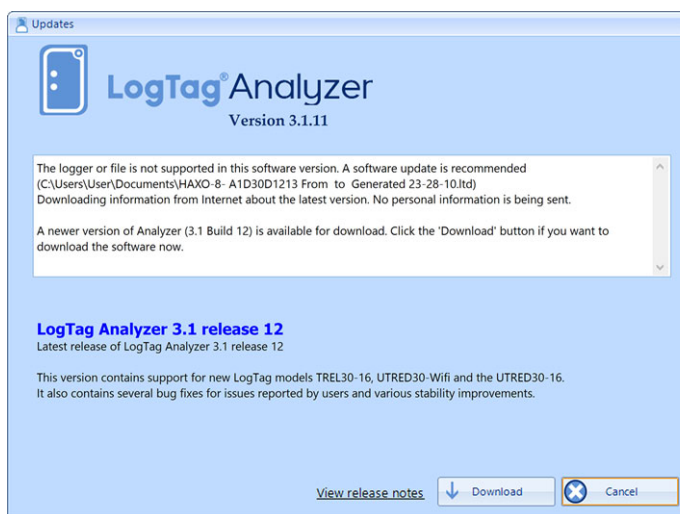 Updates
LogTag® Analyzer
Version 3.1.11
The logger or file is not supported in this software version. A software update is recommended
(C:\Users\User\Documents\HAXO-8- A1D30D1213 From to Generated 23-28-10.ltd)
Downloading information from Internet about the latest version. No personal information is being sent.
A newer version of Analyzer (3.1 Build 12) is available for download. Click the 'Download' button if you want to
download the software now.
LogTag Analyzer 3.1 release 12
Latest release of LogTag Analyzer 3.1 release 12
This version contains support for new LogTag models TREL30-16, UTRED30-Wifi and the UTRED30-16.
It also contains several bug fixes for issues reported by users and various stability improvements.
View release notes Download Cancel